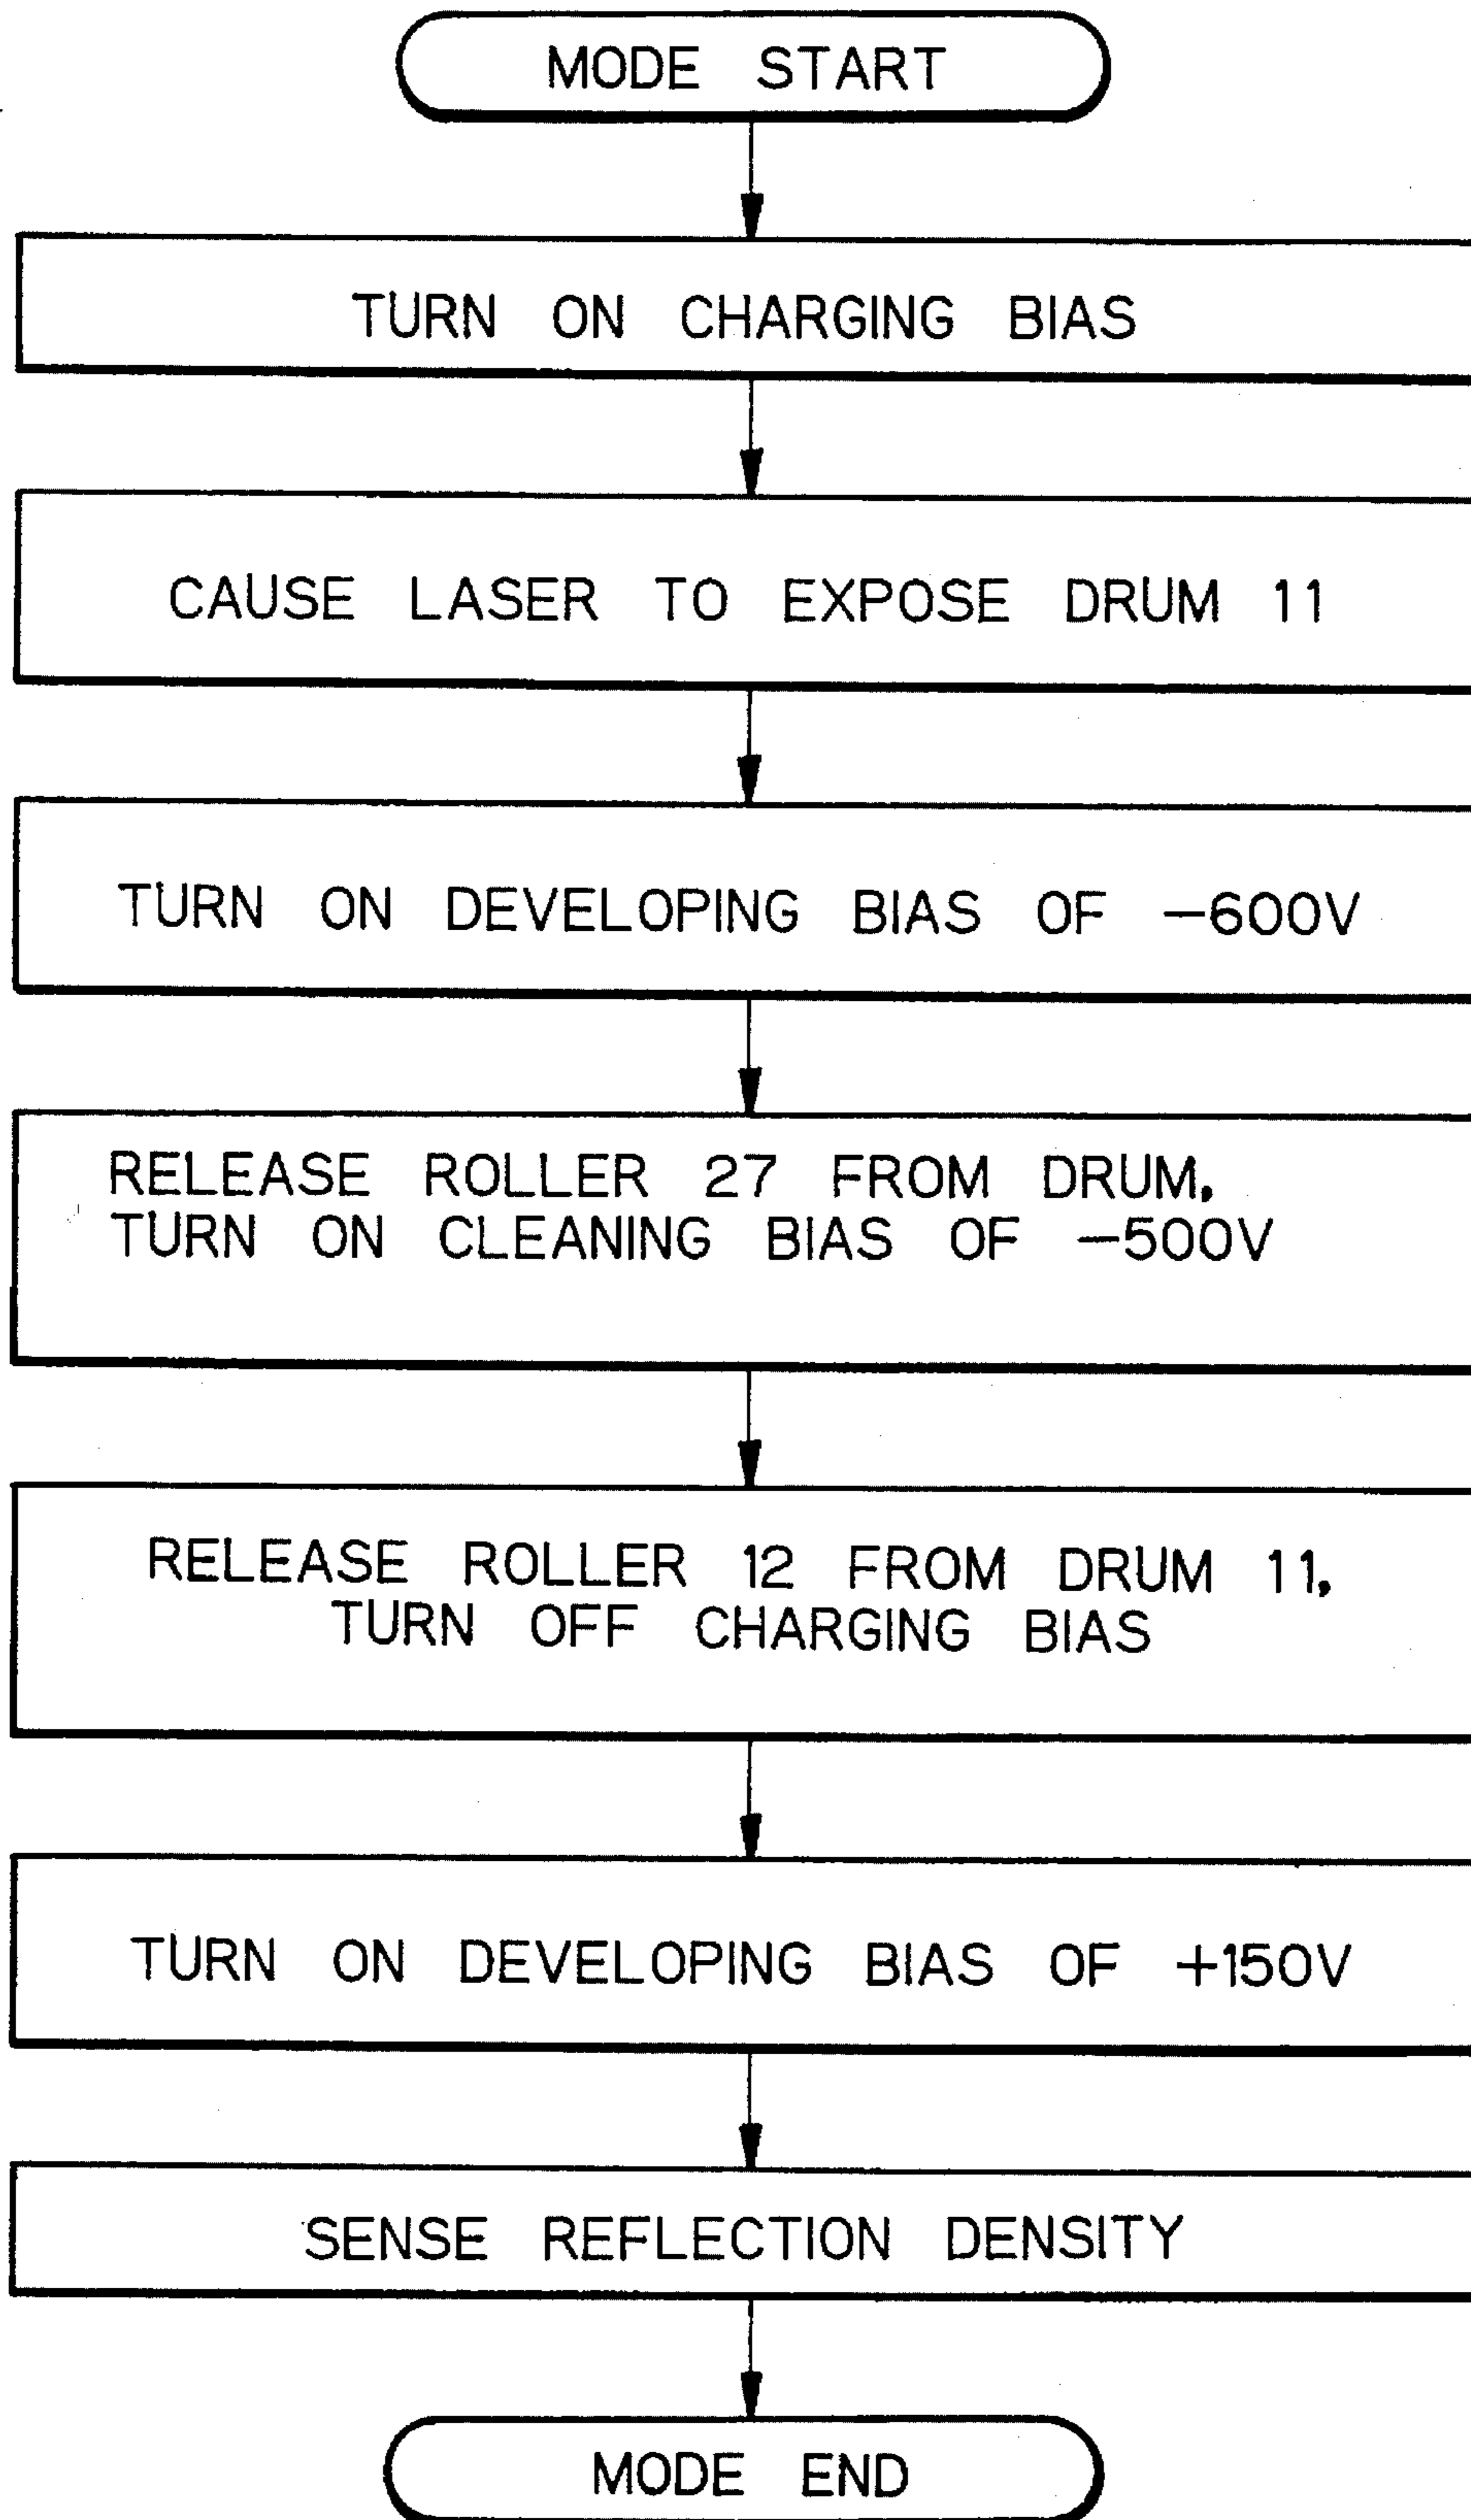 MODE START
TURN ON CHARGING BIAS
CAUSE LASER TO EXPOSE DRUM 11
TURN ON DEVELOPING BIAS OF −600V
RELEASE ROLLER 27 FROM DRUM,
TURN ON CLEANING BIAS OF −500V
RELEASE ROLLER 12 FROM DRUM 11,
TURN OFF CHARGING BIAS
TURN ON DEVELOPING BIAS OF +150V
SENSE REFLECTION DENSITY
MODE END